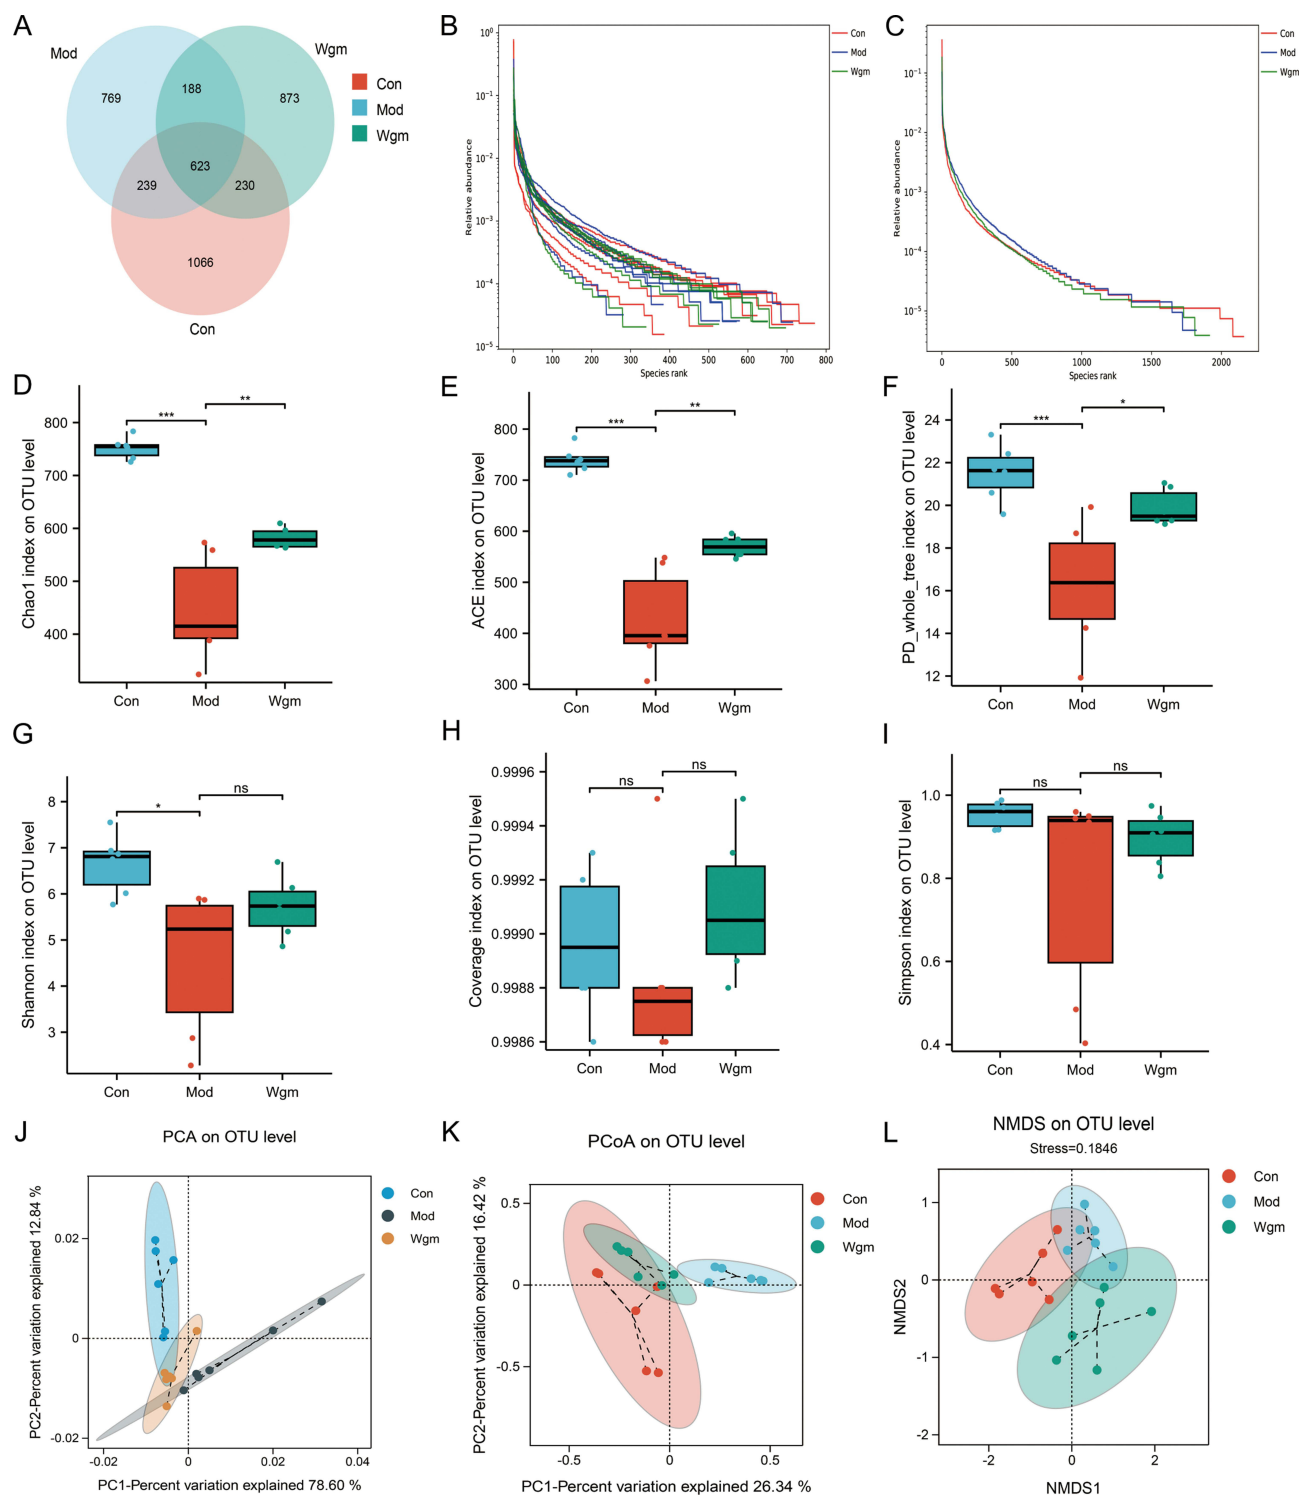 A
Mod
Wgm
769
188
873
623
239
230
1066
Con
Con
Mod
Wgm
B
Relative abundance
10⁰
10⁻¹
10⁻²
10⁻³
10⁻⁴
10⁻⁵
0 100 200 300 400 500 600 700 800
Species rank
Con
Mod
Wgm
C
Relative abundance
10⁻¹
10⁻²
10⁻³
10⁻⁴
10⁻⁵
0 500 1000 1500 2000
Species rank
Con
Mod
Wgm
D
Chao1 index on OTU level
800
700
600
500
400
***
**
Con Mod Wgm
E
ACE index on OTU level
800
700
600
500
400
300
***
**
Con Mod Wgm
F
PD_whole_tree index on OTU level
24
22
20
18
16
14
12
***
*
Con Mod Wgm
G
Shannon index on OTU level
8
7
6
5
4
3
*
ns
Con Mod Wgm
H
Coverage index on OTU level
0.9996
0.9994
0.9992
0.9990
0.9988
0.9986
ns
ns
Con Mod Wgm
I
Simpson index on OTU level
1.0
0.8
0.6
0.4
ns
ns
Con Mod Wgm
J
PCA on OTU level
PC2-Percent variation explained 12.84 %
0.02
0
-0.02
-0.02 0 0.02 0.04
PC1-Percent variation explained 78.60 %
Con
Mod
Wgm
K
PCoA on OTU level
PC2-Percent variation explained 16.42 %
0.5
0
-0.5
-0.5 0 0.5
PC1-Percent variation explained 26.34 %
Con
Mod
Wgm
L
NMDS on OTU level
Stress=0.1846
NMDS2
1
0
-1
-2
-2 0 2
NMDS1
Con
Mod
Wgm